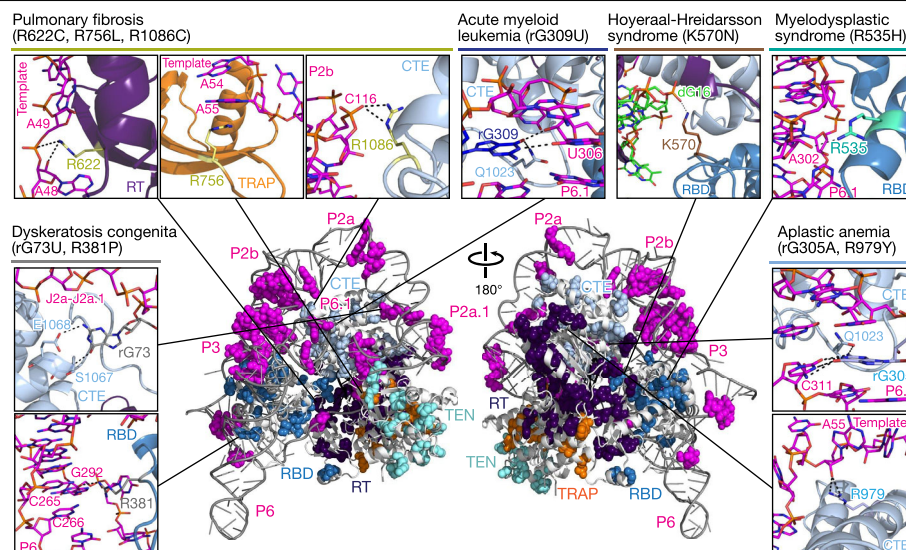 Pulmonary fibrosis
(R622C, R756L, R1086C)
Acute myeloid
leukemia (rG309U)
Hoyeraal-Hreidarsson
syndrome (K570N)
Myelodysplastic
syndrome (R535H)
Template
A49
R622
A48
RT
Template
A54
A55
R756
TRAP
P2b
CTE
C116
R1086
CTE
rG309
Q1023
U306
P6.1
dG16
K570
RBD
A302
R535
P6.1
RBD
Dyskeratosis congenita
(rG73U, R381P)
J2a-J2a.1
E1068
rG73
S1067
CTE
RBD
G292
C265
R381
C266
P6
P2a
P2b
CTE
P6.1
P3
TEN
RBD
RT
P6
180°
P2a
P2b
CTE
P2a.1
P3
RT
TEN
TRAP
RBD
P6
Aplastic anemia
(rG305A, R979Y)
CTE
Q1023
C311
A55
Template
R979
CTE